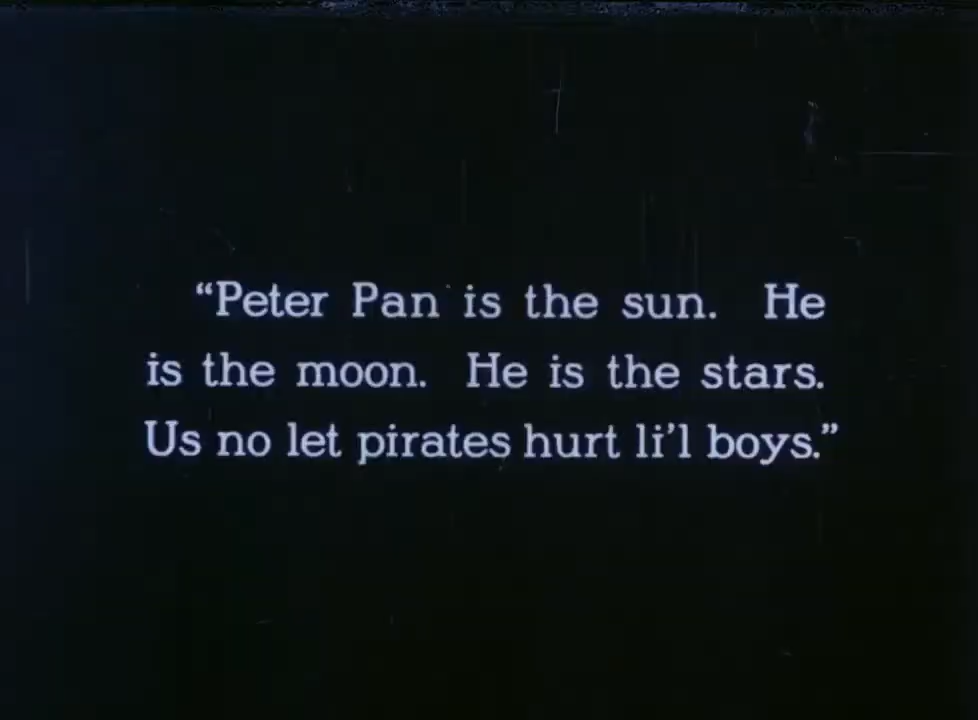 “Peter Pan is the sun. He
is the moon. He is the stars.
Us no let pirates hurt li’l boys.”